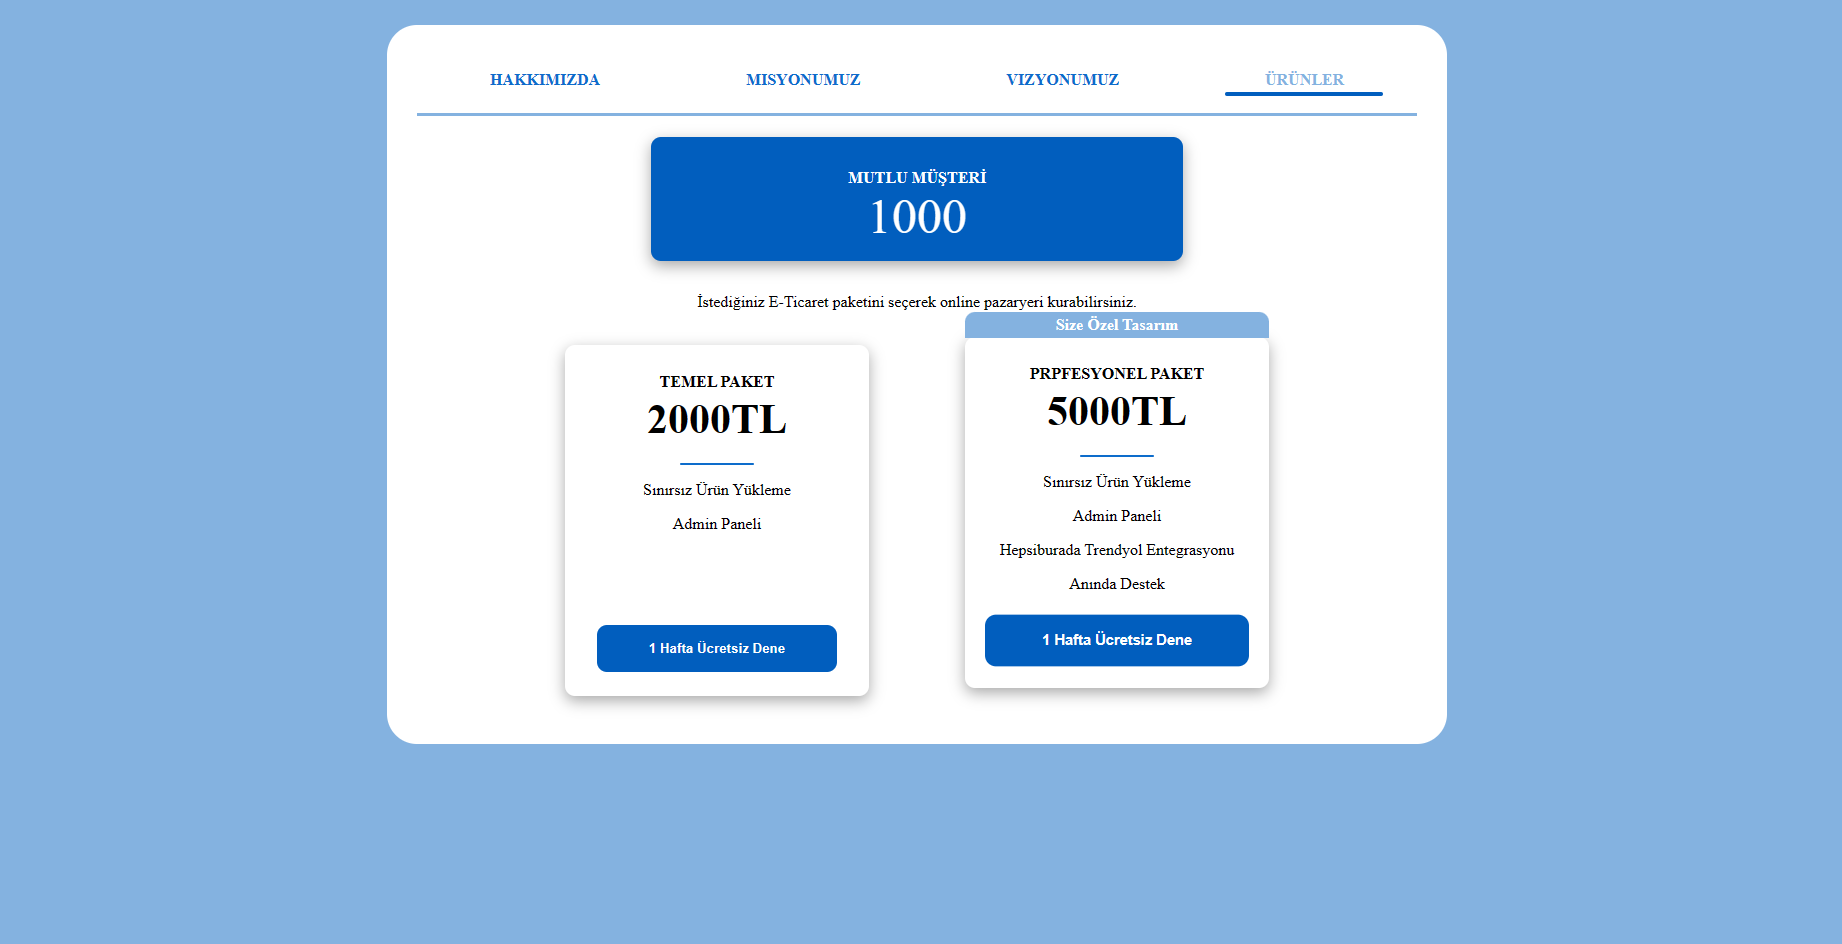 HAKKIMIZDA MISYONUMUZ VIZYONUMUZ ÜRÜNLER
MUTLU MÜŞTERİ
1000
İstediğiniz E-Ticaret paketini seçerek online pazaryeri kurabilirsiniz.
TEMEL PAKET
2000TL
Sınırsız Ürün Yükleme
Admin Paneli
1 Hafta Ücretsiz Dene
Size Özel Tasarım
PRPFESYONEL PAKET
5000TL
Sınırsız Ürün Yükleme
Admin Paneli
Hepsiburada Trendyol Entegrasyonu
Anında Destek
1 Hafta Ücretsiz Dene